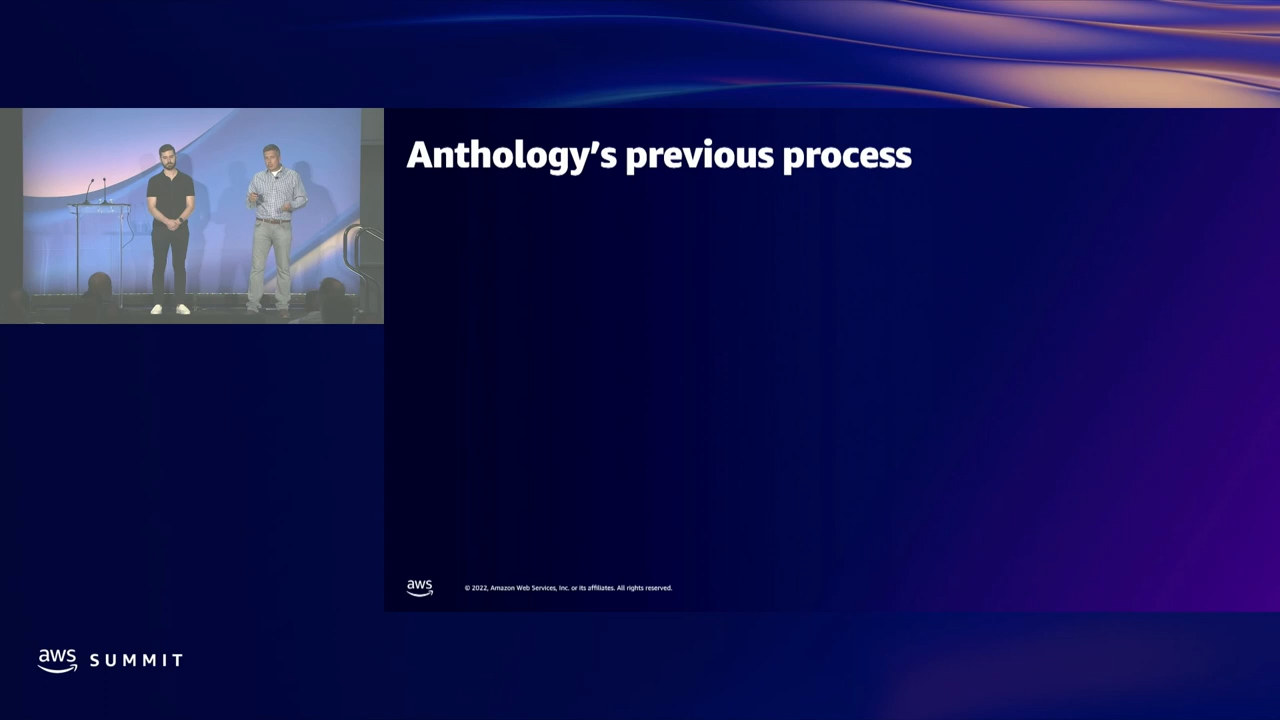 Anthology's previous process
aws
© 2022, Amazon Web Services, Inc. or its affiliates. All rights reserved.
aws SUMMIT